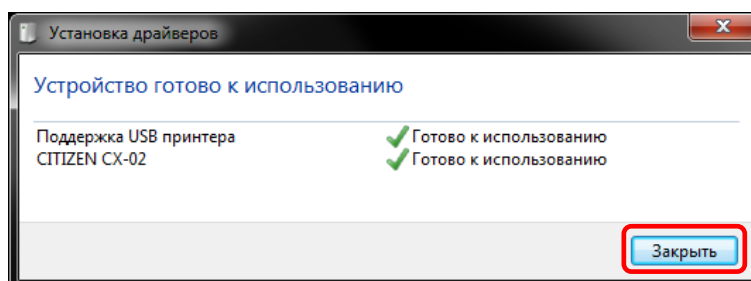 Установка драйверов
Устройство готово к использованию
Поддержка USB принтера Готово к использованию
CITIZEN CX-02 Готово к использованию
Закрыть